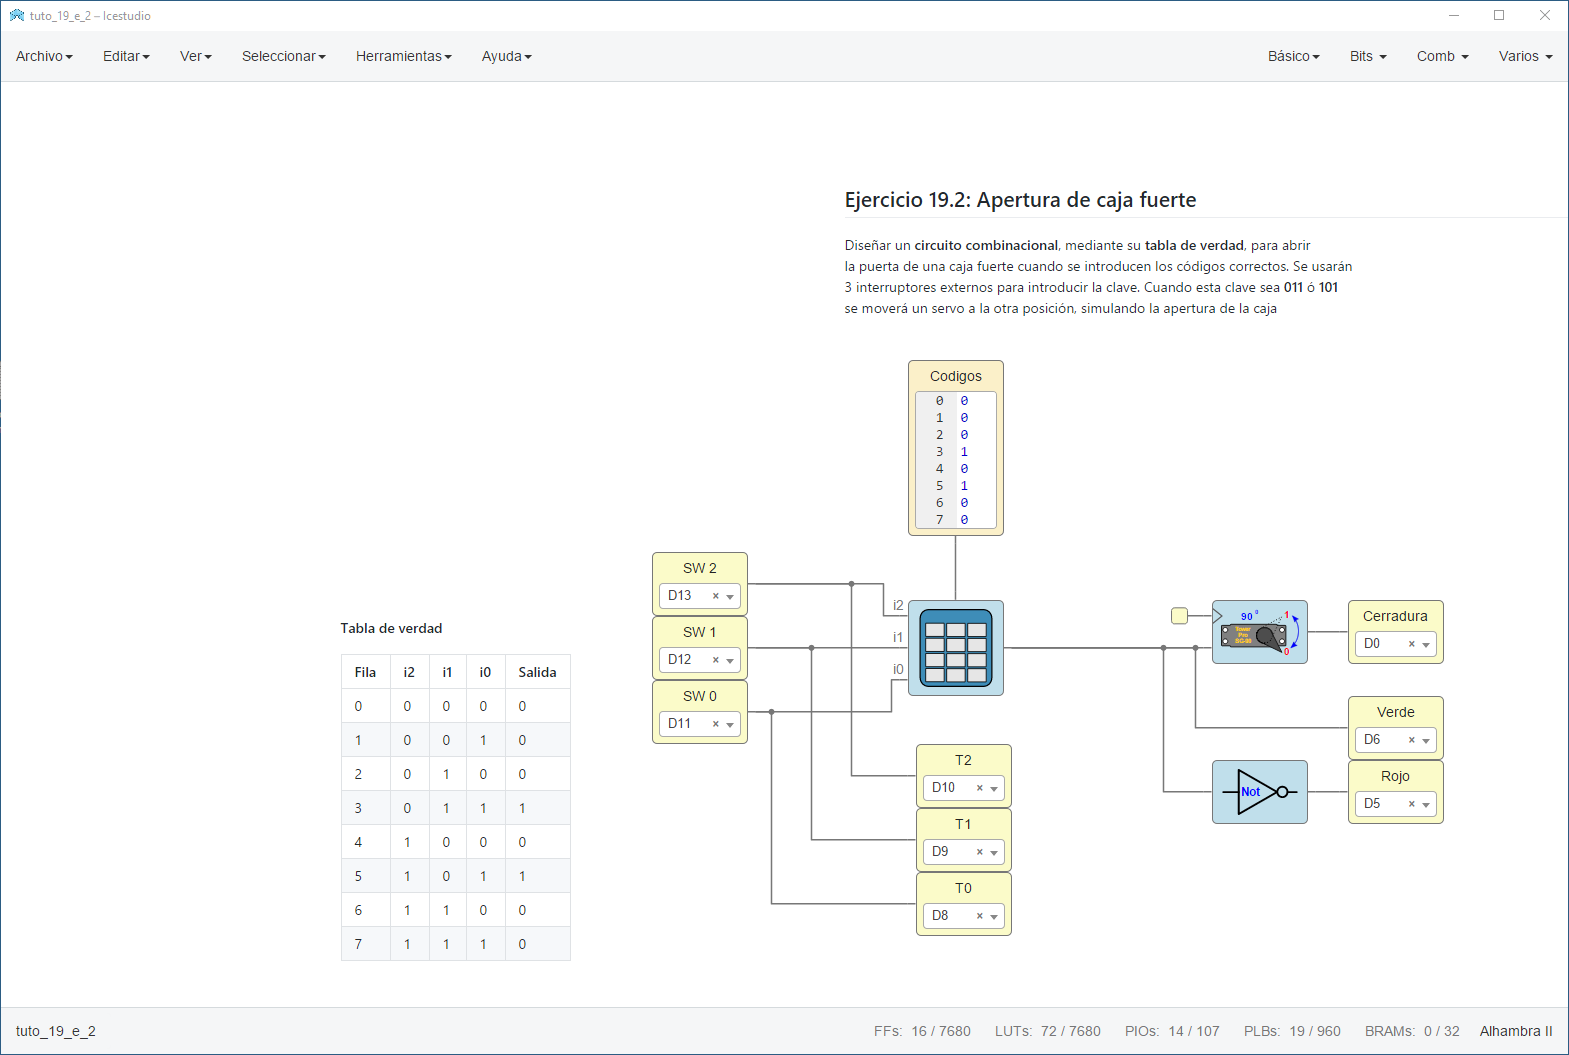 tuto_19_e_2 – Icestudio
Archivo Editar Ver Seleccionar Herramientas Ayuda Básico Bits Comb Varios
Ejercicio 19.2: Apertura de caja fuerte
Diseñar un circuito combinacional, mediante su tabla de verdad, para abrir
la puerta de una caja fuerte cuando se introducen los códigos correctos. Se usarán
3 interruptores externos para introducir la clave. Cuando esta clave sea 011 ó 101
se moverá un servo a la otra posición, simulando la apertura de la caja
Codigos
0 0
1 0
2 0
3 1
4 0
5 1
6 0
7 0
SW 2
D13 ×
SW 1
D12 ×
SW 0
D11 ×
i2
i1
i0
T2
D10 ×
T1
D9 ×
T0
D8 ×
90 º
1
Tower
Pro
SG-90
0
Cerradura
D0 ×
Verde
D6 ×
Not
Rojo
D5 ×
Tabla de verdad
Fila i2 i1 i0 Salida
0 0 0 0 0
1 0 0 1 0
2 0 1 0 0
3 0 1 1 1
4 1 0 0 0
5 1 0 1 1
6 1 1 0 0
7 1 1 1 0
tuto_19_e_2 FFs: 16 / 7680 LUTs: 72 / 7680 PIOs: 14 / 107 PLBs: 19 / 960 BRAMs: 0 / 32 Alhambra II